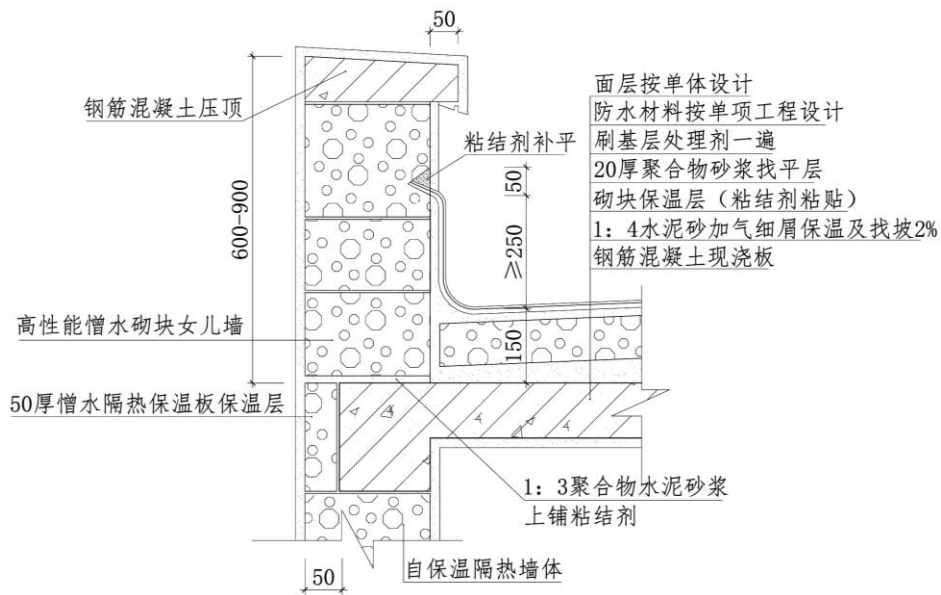 50
面层按单体设计
钢筋混凝土压顶
防水材料按单项工程设计
粘结剂补平
刷基层处理剂一遍
20厚聚合物砂浆找平层
50
砌块保温层（粘结剂粘贴）
600-900
1：4水泥砂加气细屑保温及找坡2%
≥250
钢筋混凝土现浇板
高性能憎水砌块女儿墙
150
50厚憎水隔热保温板保温层
1：3聚合物水泥砂浆
上铺粘结剂
50
自保温隔热墙体